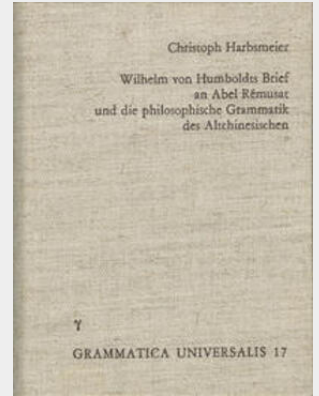 Christoph Harbsmeier
Wilhelm von Humboldts Brief
an Abel Rémusat
und die philosophische Grammatik
des Altchinesischen
γ
GRAMMATICA UNIVERSALIS 17